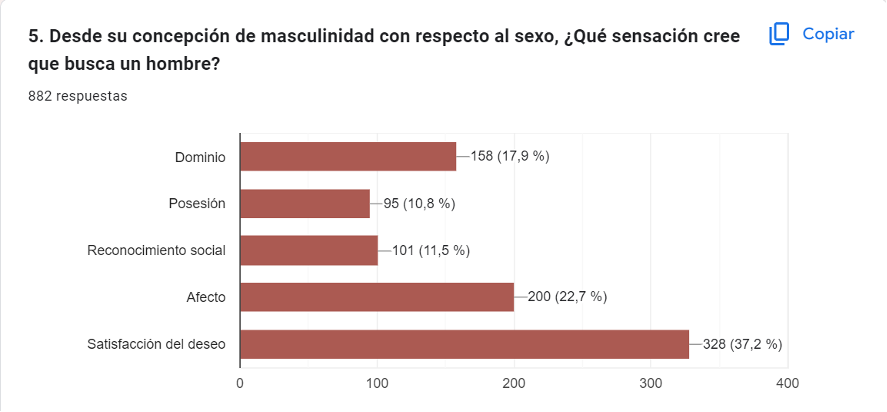 5. Desde su concepción de masculinidad con respecto al sexo, ¿Qué sensación cree
que busca un hombre?
Copiar
882 respuestas
Dominio 158 (17,9 %)
Posesión 95 (10,8 %)
Reconocimiento social 101 (11,5 %)
Afecto 200 (22,7 %)
Satisfacción del deseo 328 (37,2 %)
0 100 200 300 400